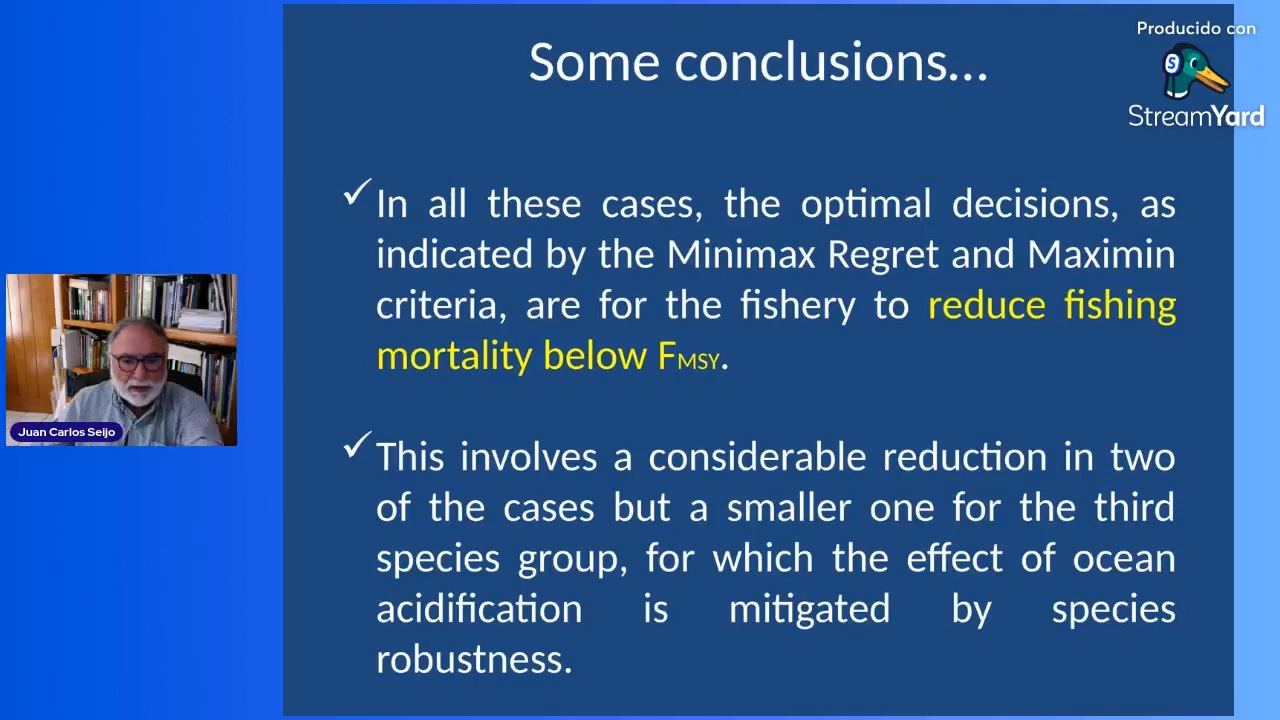 Some conclusions...
Producido con
StreamYard
✓In all these cases, the optimal decisions, as
indicated by the Minimax Regret and Maximin
criteria, are for the fishery to reduce fishing
mortality below FMSY.
✓This involves a considerable reduction in two
of the cases but a smaller one for the third
species group, for which the effect of ocean
acidification is mitigated by species
robustness.
Juan Carlos Seijo